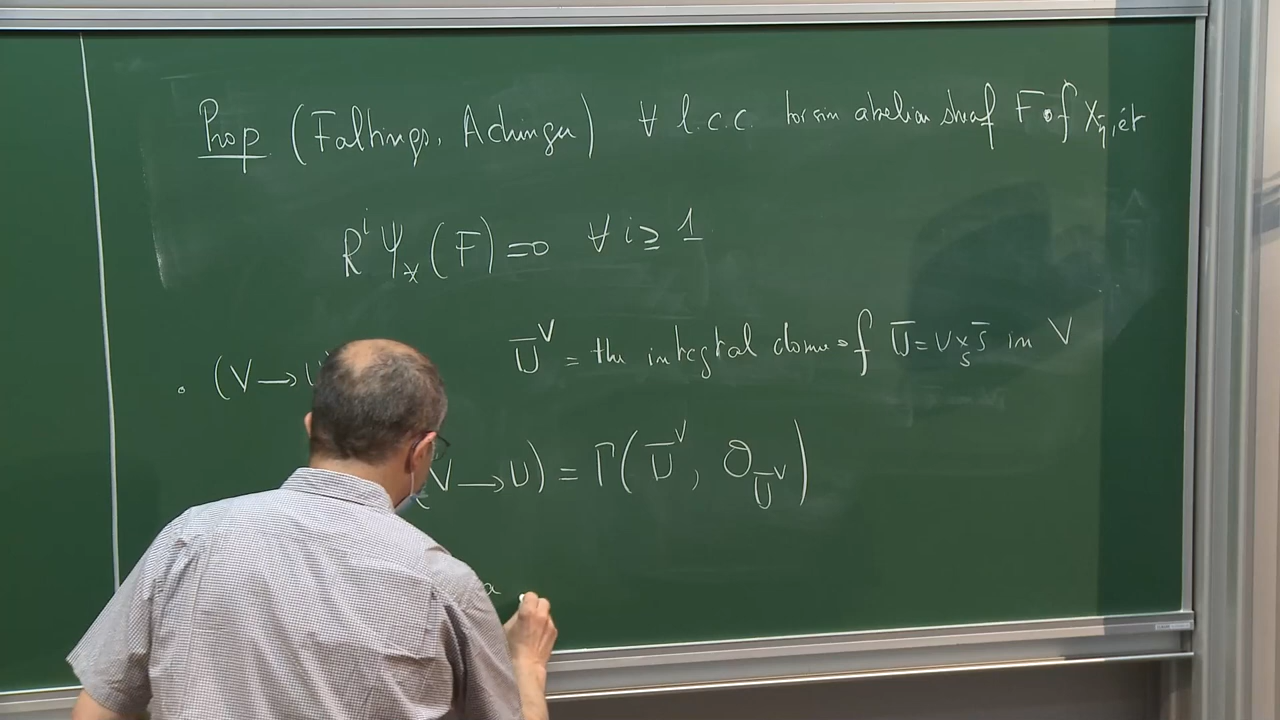 Prop (Faltings, Achinger) ∀ l.c.c. torsion abelian sheaf F of X_η̄,ét
R^i Ψ_* (F) = 0 ∀ i ≥ 1
• (V → U) Ū^V = the integral closure of Ū = U ×_S S̄ in V
(V → U) = Γ(Ū^V, O_{Ū^V})
a